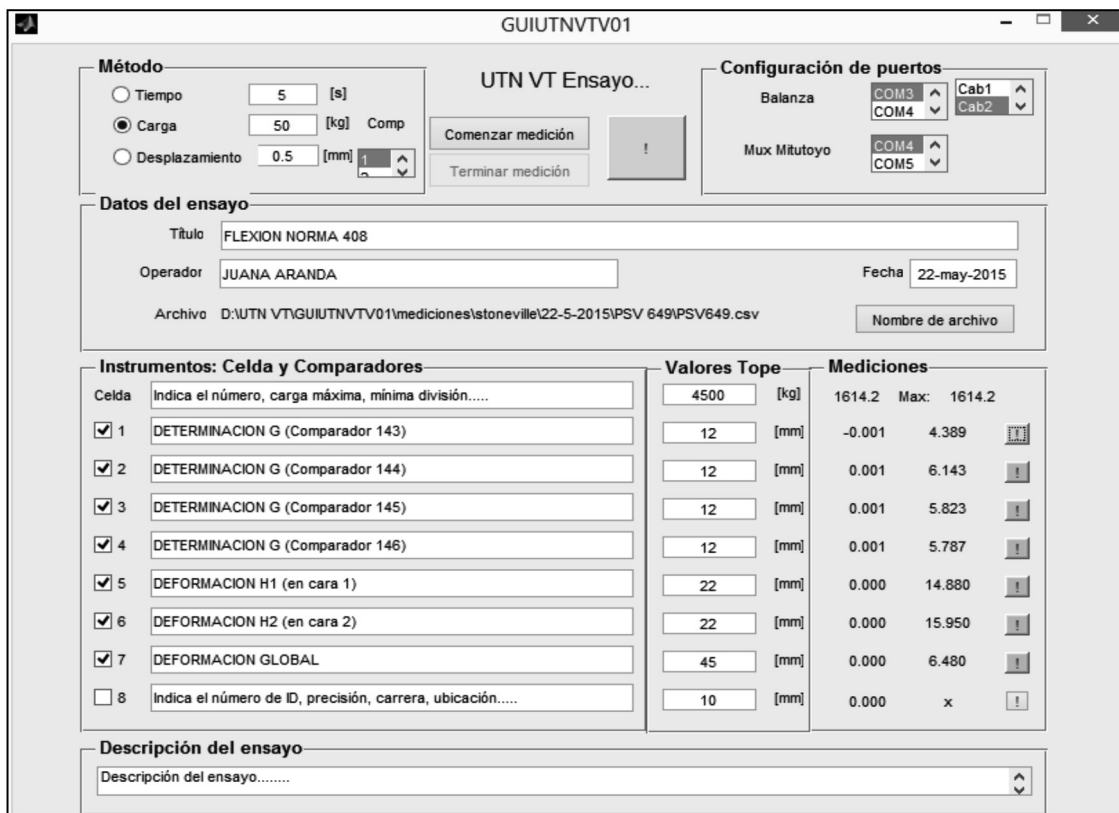 GUIUTNVTV01
Método
Tiempo 5 [s]
Carga 50 [kg] Comp
Desplazamiento 0.5 [mm] 1
UTN VT Ensayo...
Comenzar medición !
Terminar medición
Configuración de puertos
Balanza COM3 COM4 Cab1 Cab2
Mux Mitutoyo COM4 COM5
Datos del ensayo
Título FLEXION NORMA 408
Operador JUANA ARANDA Fecha 22-may-2015
Archivo D:\UTN VT\GUIUTNVTV01\mediciones\stoneville\22-5-2015\PSV 649\PSV649.csv Nombre de archivo
Instrumentos: Celda y Comparadores Valores Tope Mediciones
Celda Indica el número, carga máxima, mínima división..... 4500 [kg] 1614.2 Max: 1614.2
1 DETERMINACION G (Comparador 143) 12 [mm] -0.001 4.389 !
2 DETERMINACION G (Comparador 144) 12 [mm] 0.001 6.143 !
3 DETERMINACION G (Comparador 145) 12 [mm] 0.001 5.823 !
4 DETERMINACION G (Comparador 146) 12 [mm] 0.001 5.787 !
5 DEFORMACION H1 (en cara 1) 22 [mm] 0.000 14.880 !
6 DEFORMACION H2 (en cara 2) 22 [mm] 0.000 15.950 !
7 DEFORMACION GLOBAL 45 [mm] 0.000 6.480 !
8 Indica el número de ID, precisión, carrera, ubicación..... 10 [mm] 0.000 x !
Descripción del ensayo
Descripción del ensayo........